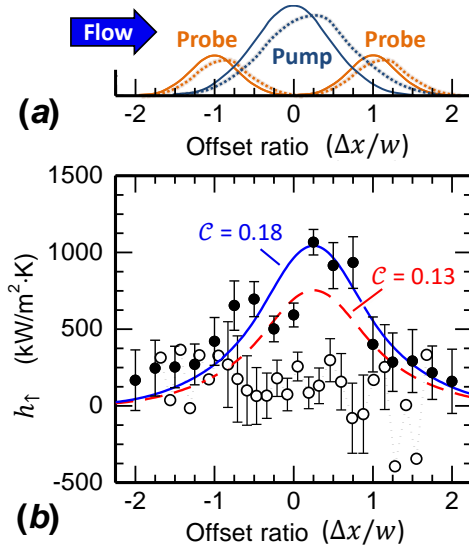 Flow
Probe
Pump
Probe
(a)
-2 -1 0 1 2
Offset ratio (Δx/w)
1500
1000
500
0
-500
h↑ (kW/m²·K)
𝒞 = 0.18
𝒞 = 0.13
(b)
-2 -1 0 1 2
Offset ratio (Δx/w)